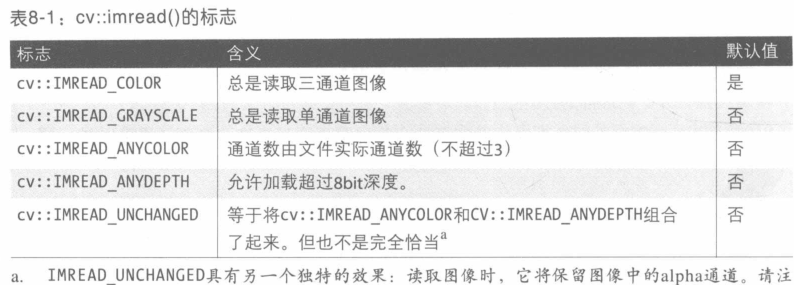 表8-1：cv::imread()的标志
标志 含义 默认值
cv::IMREAD_COLOR 总是读取三通道图像 是
cv::IMREAD_GRAYSCALE 总是读取单通道图像 否
cv::IMREAD_ANYCOLOR 通道数由文件实际通道数（不超过3） 否
cv::IMREAD_ANYDEPTH 允许加载超过8bit深度。 否
cv::IMREAD_UNCHANGED 等于将cv::IMREAD_ANYCOLOR和CV::IMREAD_ANYDEPTH组合 否
了起来。但也不是完全恰当a
a. IMREAD_UNCHANGED具有另一个独特的效果：读取图像时，它将保留图像中的alpha通道。请注